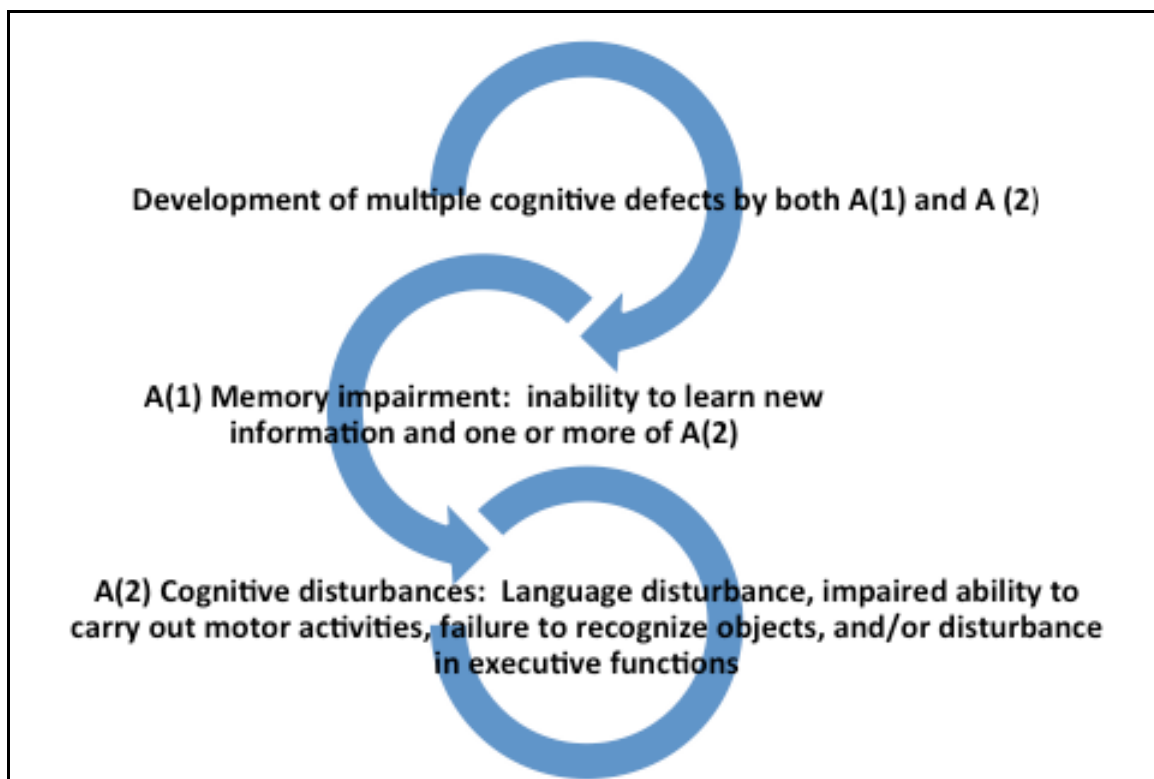 Development of multiple cognitive defects by both A(1) and A (2)
A(1) Memory impairment:  inability to learn new
information and one or more of A(2)
A(2) Cognitive disturbances:  Language disturbance, impaired ability to
carry out motor activities, failure to recognize objects, and/or disturbance
in executive functions